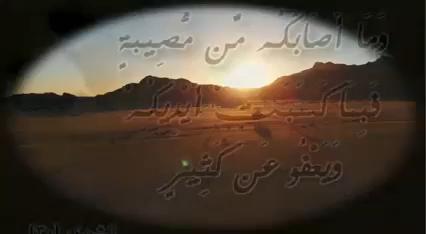 وَمَا أَصَابَكُم مِّن مُّصِيبَةٍ
فَبِمَا كَسَبَتْ أَيْدِيكُمْ
وَيَعْفُو عَن كَثِيرٍ